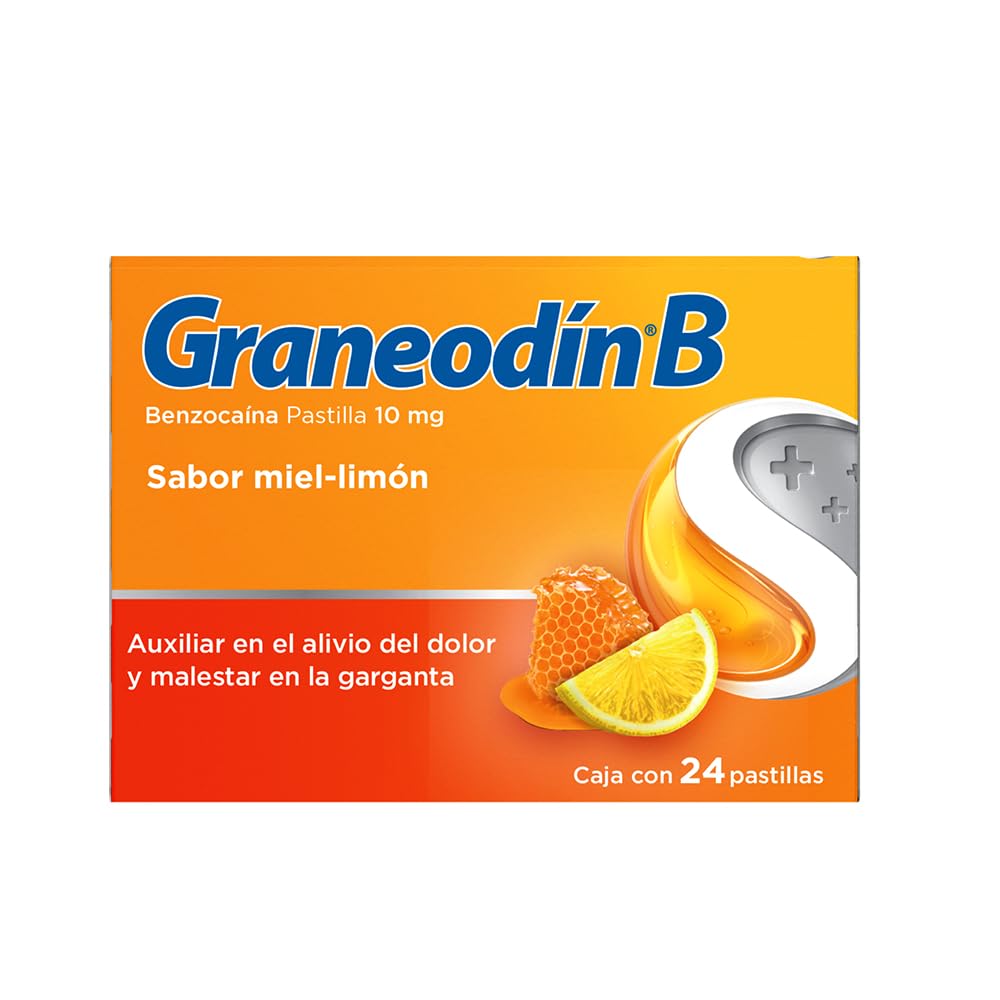 Graneodín® B
Benzocaína Pastilla 10 mg
Sabor miel-limón
Auxiliar en el alivio del dolor
y malestar en la garganta
Caja con 24 pastillas